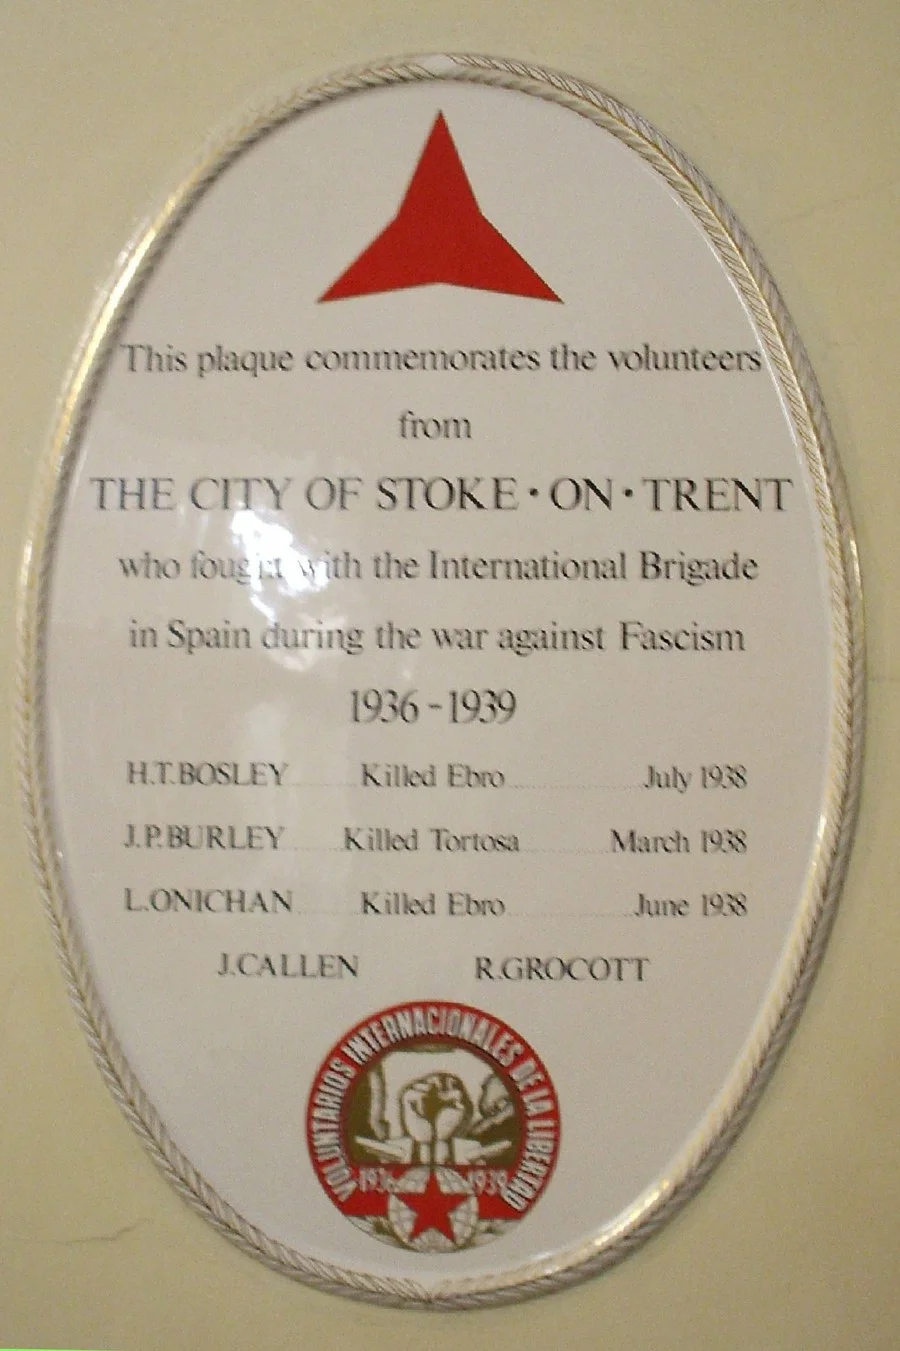 This plaque commemorates the volunteers
from
THE CITY OF STOKE·ON·TRENT
who fought with the International Brigade
in Spain during the war against Fascism
1936-1939
H.T.BOSLEY Killed Ebro July 1938
J.P.BURLEY Killed Tortosa March 1938
L.ONICHAN Killed Ebro June 1938
J.CALLEN R.GROCOTT
VOLUNTARIOS INTERNACIONALES DE LA LIBERTAD
1936 1939